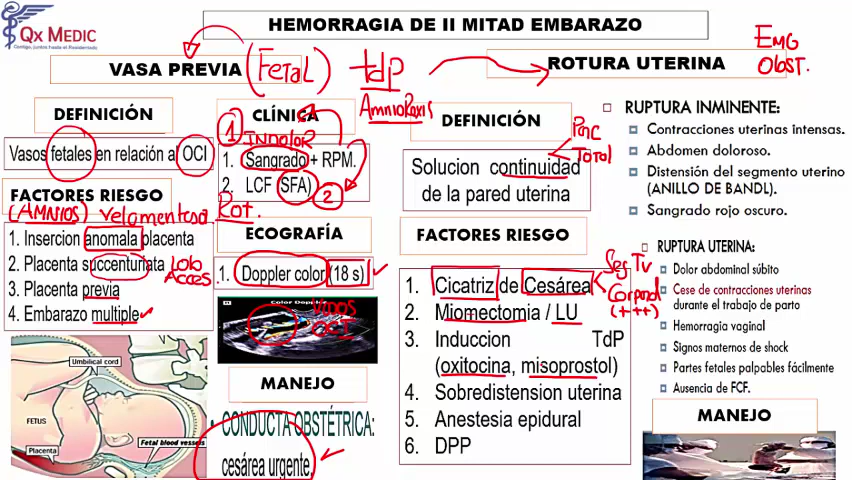 Qx MEDIC
Contigo, juntos hasta el Residentado
HEMORRAGIA DE II MITAD EMBARAZO
EMG
OBST.
VASA PREVIA
(FETAL)
tdP
AMNIOREXIS
ROTURA UTERINA
DEFINICIÓN
Vasos fetales en relación al OCI
FACTORES RIESGO
(AMNIOS) velamentosa
1. Insercion anomala placenta
2. Placenta succenturiata
Lob
Acces
3. Placenta previa
4. Embarazo multiple
Umbilical cord
FETUS
Placenta
Fetal blood vessels
CLÍNICA
1 INDOLOR
1. Sangrado + RPM.
2. LCF SFA)
2
Rot.
ECOGRAFÍA
1. Doppler color (18 s)
Color Doppler
VASOS
OCI
MANEJO
CONDUCTA OBSTÉTRICA:
cesárea urgente.
DEFINICIÓN
Parc
Total
Solucion continuidad
de la pared uterina
FACTORES RIESGO
Seg Tv
Corporal
(+++)
1. Cicatriz de Cesárea
2. Miomectomia / LU
3. Induccion TdP
(oxitocina, misoprostol)
4. Sobredistension uterina
5. Anestesia epidural
6. DPP
RUPTURA INMINENTE:
Contracciones uterinas intensas.
Abdomen doloroso.
Distensión del segmento uterino
(ANILLO DE BANDL).
Sangrado rojo oscuro.
RUPTURA UTERINA:
Dolor abdominal súbito
Cese de contracciones uterinas
durante el trabajo de parto
Hemorragia vaginal
Signos maternos de shock
Partes fetales palpables fácilmente
Ausencia de FCF.
MANEJO